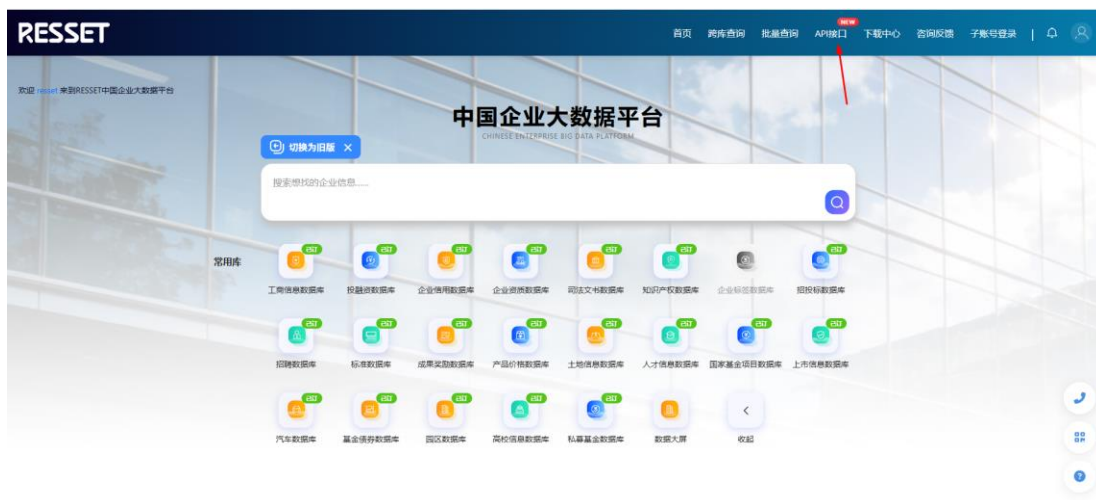 RESSET
首页 跨库查询 批量查询 API接口 NEW 下载中心 咨询反馈 子账号登录 |
欢迎 resset 来到RESSET中国企业大数据平台
中国企业大数据平台
CHINESE ENTERPRISE BIG DATA PLATFORM
切换为旧版 ×
搜索想找的企业信息......
常用库
工商信息数据库 投融资数据库 企业信用数据库 企业资质数据库 司法文书数据库 知识产权数据库 企业标签数据库 招投标数据库
招聘数据库 标准数据库 成果奖励数据库 产品价格数据库 土地信息数据库 人才信息数据库 国家基金项目数据库 上市信息数据库
汽车数据库 基金债券数据库 园区数据库 高校信息数据库 私募基金数据库 数据大屏 收起